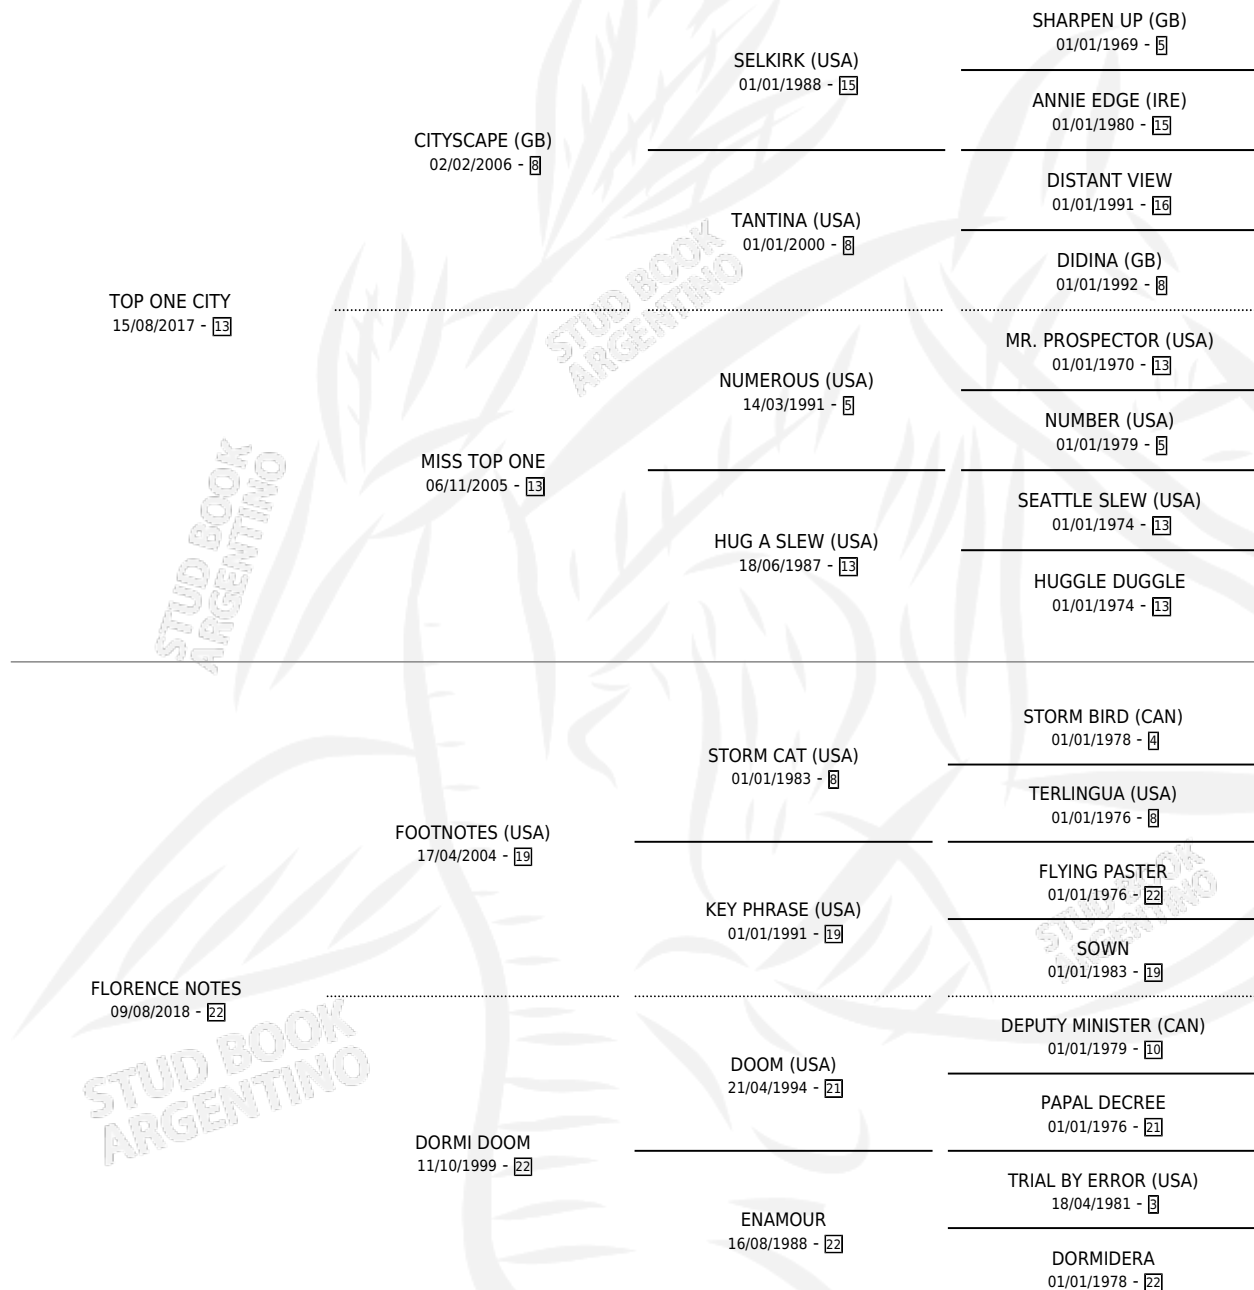 SHARPEN UP (GB)
01/01/1969 - 5
SELKIRK (USA)
01/01/1988 - 15
ANNIE EDGE (IRE)
01/01/1980 - 15
CITYSCAPE (GB)
02/02/2006 - 8
DISTANT VIEW
01/01/1991 - 16
TANTINA (USA)
01/01/2000 - 8
DIDINA (GB)
01/01/1992 - 8
TOP ONE CITY
15/08/2017 - 13
STUD BOOK
ARGENTINO
MR. PROSPECTOR (USA)
01/01/1970 - 13
NUMEROUS (USA)
14/03/1991 - 5
NUMBER (USA)
01/01/1979 - 5
MISS TOP ONE
06/11/2005 - 13
SEATTLE SLEW (USA)
01/01/1974 - 13
HUG A SLEW (USA)
18/06/1987 - 13
HUGGLE DUGGLE
01/01/1974 - 13
STUD BOOK
ARGENTINO
STORM BIRD (CAN)
01/01/1978 - 4
STORM CAT (USA)
01/01/1983 - 8
TERLINGUA (USA)
01/01/1976 - 8
FOOTNOTES (USA)
17/04/2004 - 19
FLYING PASTER
01/01/1976 - 22
KEY PHRASE (USA)
01/01/1991 - 19
STUD BOOK
ARGENTINO
SOWN
01/01/1983 - 19
FLORENCE NOTES
09/08/2018 - 22
STUD BOOK
ARGENTINO
DEPUTY MINISTER (CAN)
01/01/1979 - 10
DOOM (USA)
21/04/1994 - 21
PAPAL DECREE
01/01/1976 - 21
DORMI DOOM
11/10/1999 - 22
TRIAL BY ERROR (USA)
18/04/1981 - 3
ENAMOUR
16/08/1988 - 22
DORMIDERA
01/01/1978 - 22